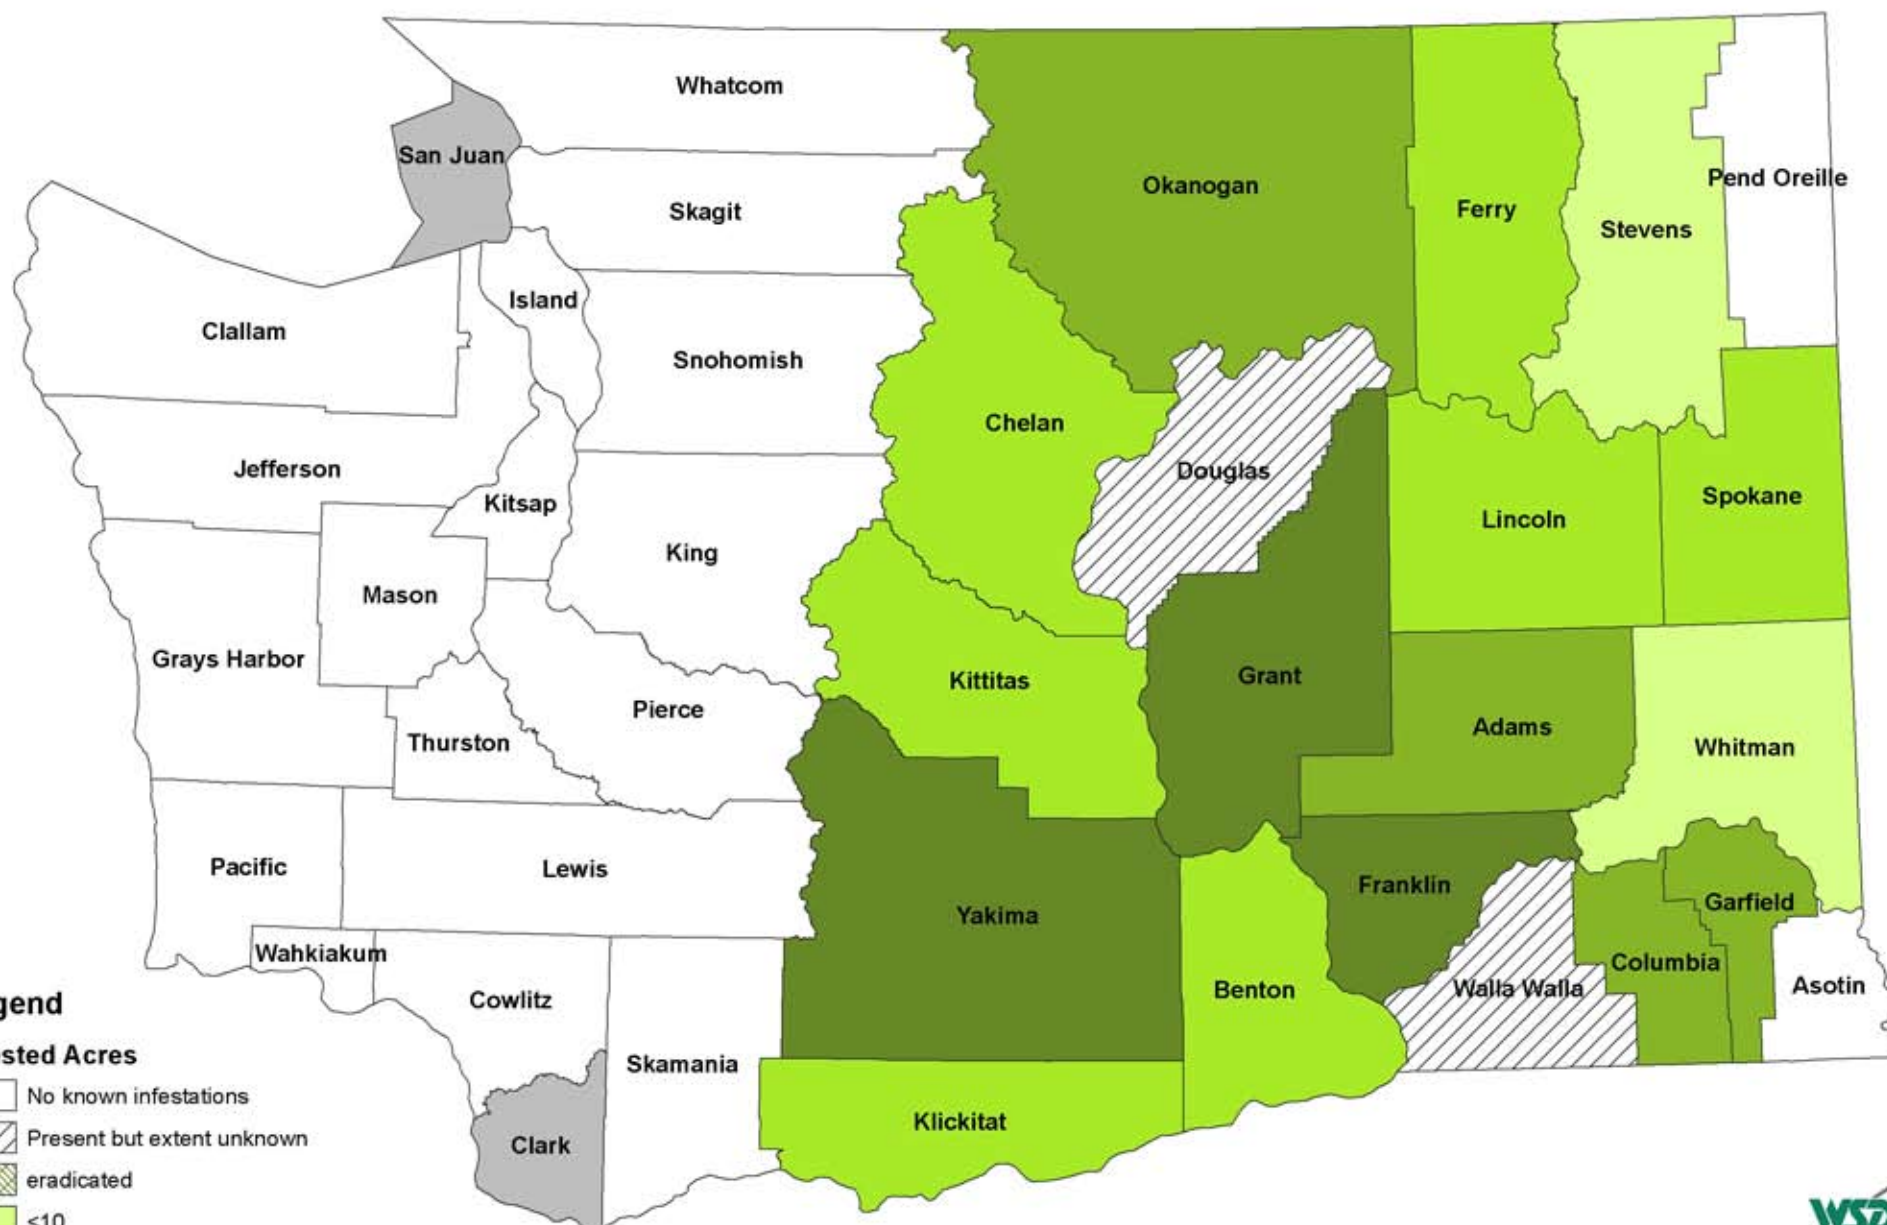 Whatcom
San Juan
Skagit
Okanogan
Ferry
Stevens
Pend Oreille
Island
Clallam
Snohomish
Chelan
Jefferson
Douglas
Kitsap
Spokane
Lincoln
King
Mason
Grays Harbor
Kittitas
Grant
Pierce
Adams
Thurston
Whitman
Pacific
Lewis
Yakima
Franklin
Garfield
Wahkiakum
Columbia
Cowlitz
Benton
Walla Walla
Asotin
Skamania
Klickitat
Clark
gend
sted Acres
No known infestations
Present but extent unknown
eradicated
<10